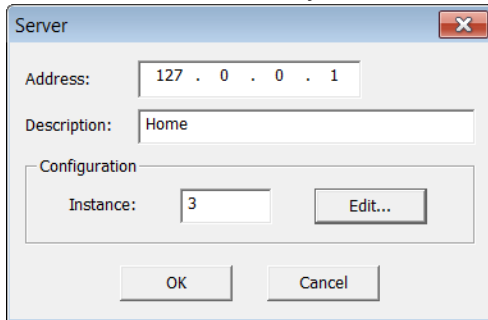 Server
Address: 127 . 0 . 0 . 1
Description: Home
Configuration
Instance: 3 Edit...
OK Cancel